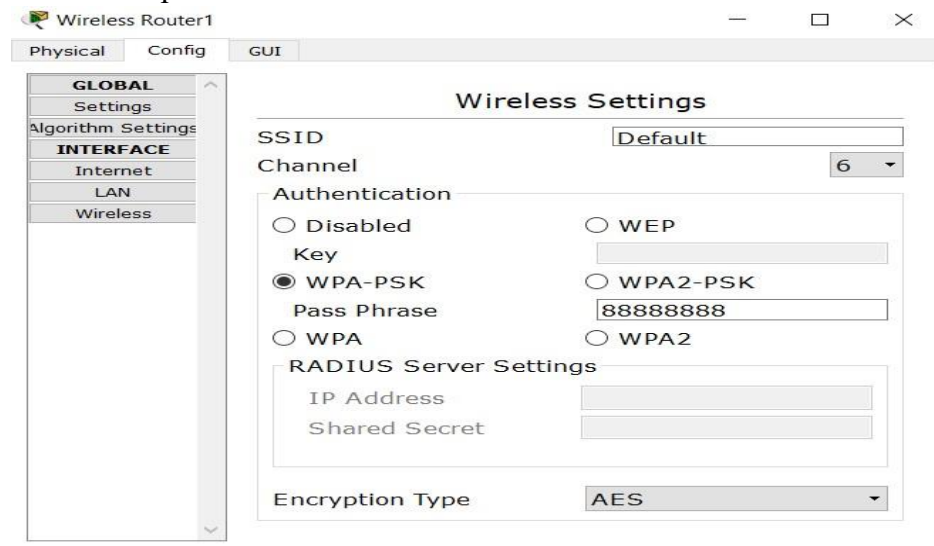 Wireless Router1
Physical Config GUI
GLOBAL
Settings
Algorithm Settings
INTERFACE
Internet
LAN
Wireless
Wireless Settings
SSID Default
Channel 6
Authentication
Disabled WEP
Key
WPA-PSK WPA2-PSK
Pass Phrase 88888888
WPA WPA2
RADIUS Server Settings
IP Address
Shared Secret
Encryption Type AES